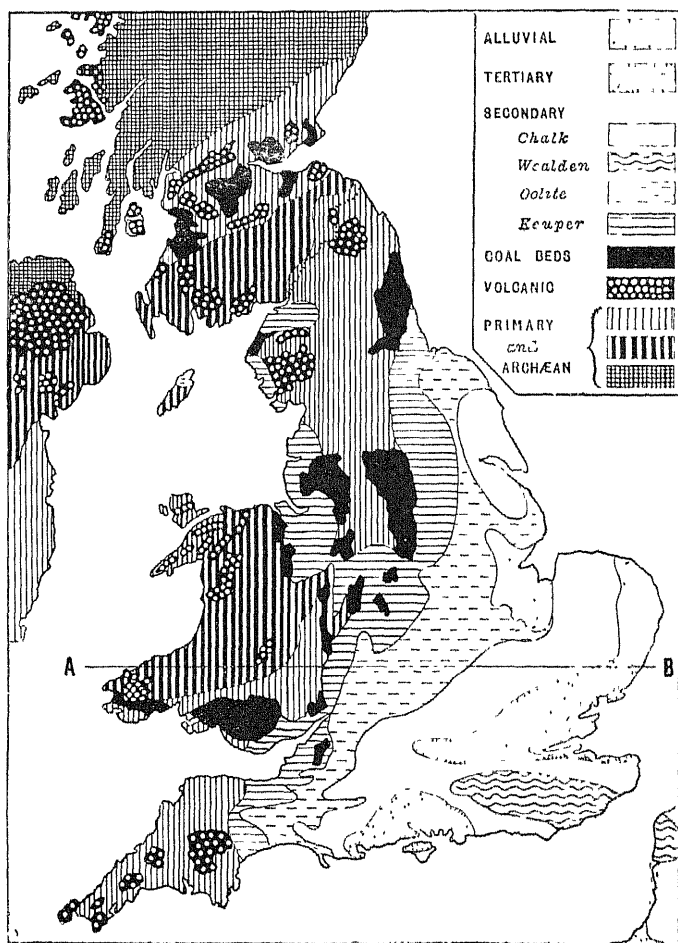 ALLUVIAL
TERTIARY
SECONDARY
Chalk
Wealden
Oolite
Keuper
COAL BEDS
VOLCANIC
PRIMARY
and
ARCHÆAN
A
B